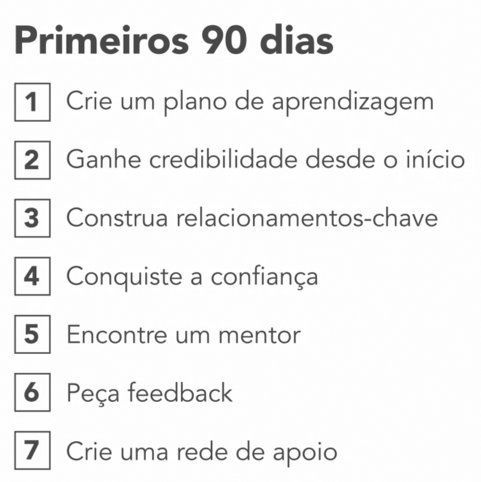 Primeiros 90 dias
1 Crie um plano de aprendizagem
2 Ganhe credibilidade desde o início
3 Construa relacionamentos-chave
4 Conquiste a confiança
5 Encontre um mentor
6 Peça feedback
7 Crie uma rede de apoio